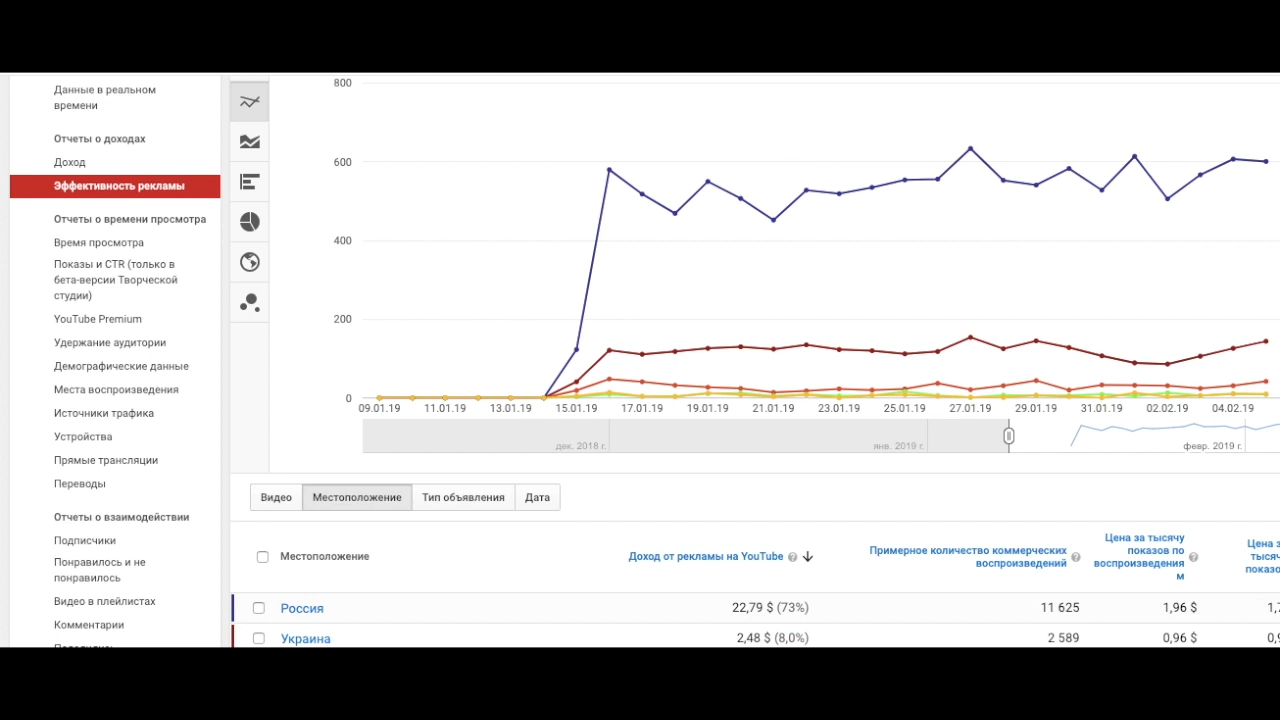 Данные в реальном
времени
Отчеты о доходах
Доход
Эффективность рекламы
Отчеты о времени просмотра
Время просмотра
Показы и CTR (только в
бета-версии Творческой
студии)
YouTube Premium
Удержание аудитории
Демографические данные
Места воспроизведения
Источники трафика
Устройства
Прямые трансляции
Переводы
Отчеты о взаимодействии
Подписчики
Понравилось и не
понравилось
Видео в плейлистах
Комментарии
800
600
400
200
0
09.01.19 11.01.19 13.01.19 15.01.19 17.01.19 19.01.19 21.01.19 23.01.19 25.01.19 27.01.19 29.01.19 31.01.19 02.02.19 04.02.19
дек. 2018 г. янв. 2019 г. февр. 2019 г.
Видео Местоположение Тип объявления Дата
Местоположение
Доход от рекламы на YouTube
Примерное количество коммерческих
воспроизведений
Цена за тысячу
показов по
воспроизведения
м
Цена з
тысяч
показо
Россия 22,79 $ (73%) 11 625 1,96 $ 1,7
Украина 2,48 $ (8,0%) 2 589 0,96 $ 0,9